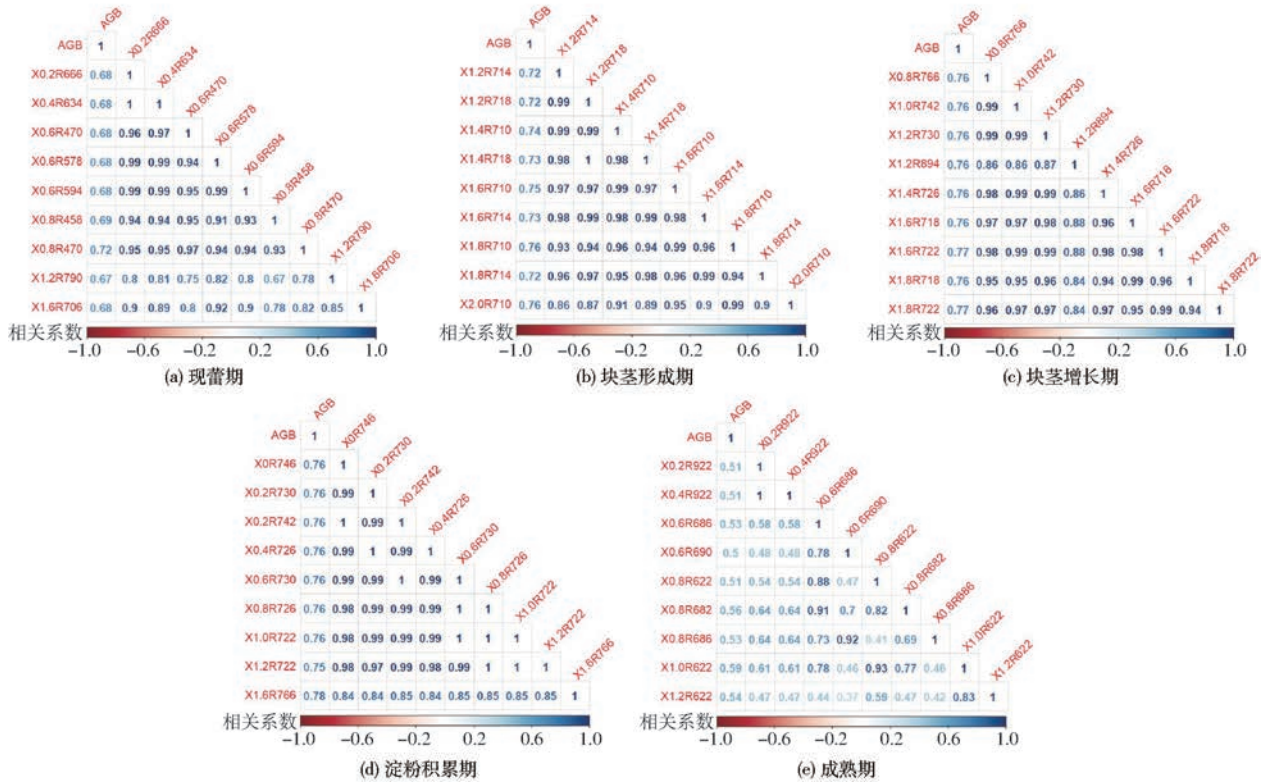 AGB
X0.2R666
X0.4R634
X0.6R470
X0.6R578
X0.6R594
X0.8R458
X0.8R470
X1.2R790
X1.6R706
AGB 1
X0.2R666 0.68 1
X0.4R634 0.68 1 1
X0.6R470 0.68 0.96 0.97 1
X0.6R578 0.68 0.99 0.99 0.94 1
X0.6R594 0.68 0.99 0.99 0.95 0.99 1
X0.8R458 0.69 0.94 0.94 0.95 0.91 0.93 1
X0.8R470 0.72 0.95 0.95 0.97 0.94 0.94 0.93 1
X1.2R790 0.67 0.8 0.81 0.75 0.82 0.8 0.67 0.78 1
X1.6R706 0.68 0.9 0.89 0.8 0.92 0.9 0.78 0.82 0.85 1
相关系数
−1.0 −0.6 −0.2 0.2 0.6 1.0
(a) 现蕾期
AGB
X1.2R714
X1.2R718
X1.4R710
X1.4R718
X1.6R710
X1.6R714
X1.8R710
X1.8R714
X2.0R710
AGB 1
X1.2R714 0.72 1
X1.2R718 0.72 0.99 1
X1.4R710 0.74 0.99 0.99 1
X1.4R718 0.73 0.98 1 0.98 1
X1.6R710 0.75 0.97 0.97 0.99 0.97 1
X1.6R714 0.73 0.98 0.99 0.98 0.99 0.98 1
X1.8R710 0.76 0.93 0.94 0.96 0.94 0.99 0.96 1
X1.8R714 0.72 0.96 0.97 0.95 0.98 0.96 0.99 0.94 1
X2.0R710 0.76 0.86 0.87 0.91 0.89 0.95 0.9 0.99 0.9 1
相关系数
−1.0 −0.6 −0.2 0.2 0.6 1.0
(b) 块茎形成期
AGB
X0.8R766
X1.0R742
X1.2R730
X1.2R894
X1.4R726
X1.6R718
X1.6R722
X1.8R718
X1.8R722
AGB 1
X0.8R766 0.76 1
X1.0R742 0.76 0.99 1
X1.2R730 0.76 0.99 0.99 1
X1.2R894 0.76 0.86 0.86 0.87 1
X1.4R726 0.76 0.98 0.99 0.99 0.86 1
X1.6R718 0.76 0.97 0.97 0.98 0.88 0.96 1
X1.6R722 0.77 0.98 0.99 0.99 0.88 0.98 0.98 1
X1.8R718 0.76 0.95 0.95 0.96 0.84 0.94 0.99 0.96 1
X1.8R722 0.77 0.96 0.97 0.97 0.84 0.97 0.95 0.99 0.94 1
相关系数
−1.0 −0.6 −0.2 0.2 0.6 1.0
(c) 块茎增长期
AGB
X0R746
X0.2R730
X0.2R742
X0.4R726
X0.6R730
X0.8R726
X1.0R722
X1.2R722
X1.6R766
AGB 1
X0R746 0.76 1
X0.2R730 0.76 0.99 1
X0.2R742 0.76 1 0.99 1
X0.4R726 0.76 0.99 1 0.99 1
X0.6R730 0.76 0.99 0.99 1 0.99 1
X0.8R726 0.76 0.98 0.99 0.99 0.99 1 1
X1.0R722 0.76 0.98 0.99 0.99 0.99 1 1 1
X1.2R722 0.75 0.98 0.97 0.99 0.98 0.99 1 1 1
X1.6R766 0.78 0.84 0.84 0.85 0.84 0.85 0.85 0.85 0.85 1
相关系数
−1.0 −0.6 −0.2 0.2 0.6 1.0
(d) 淀粉积累期
AGB
X0.2R922
X0.4R922
X0.6R686
X0.6R690
X0.8R622
X0.8R682
X0.8R686
X1.0R622
X1.2R622
AGB 1
X0.2R922 0.51 1
X0.4R922 0.51 1 1
X0.6R686 0.53 0.58 0.58 1
X0.6R690 0.5 0.48 0.48 0.78 1
X0.8R622 0.51 0.54 0.54 0.88 0.47 1
X0.8R682 0.56 0.64 0.64 0.91 0.7 0.82 1
X0.8R686 0.53 0.64 0.64 0.73 0.92 0.41 0.69 1
X1.0R622 0.59 0.61 0.61 0.78 0.46 0.93 0.77 0.46 1
X1.2R622 0.54 0.47 0.47 0.44 0.37 0.59 0.47 0.42 0.83 1
相关系数
−1.0 −0.6 −0.2 0.2 0.6 1.0
(e) 成熟期